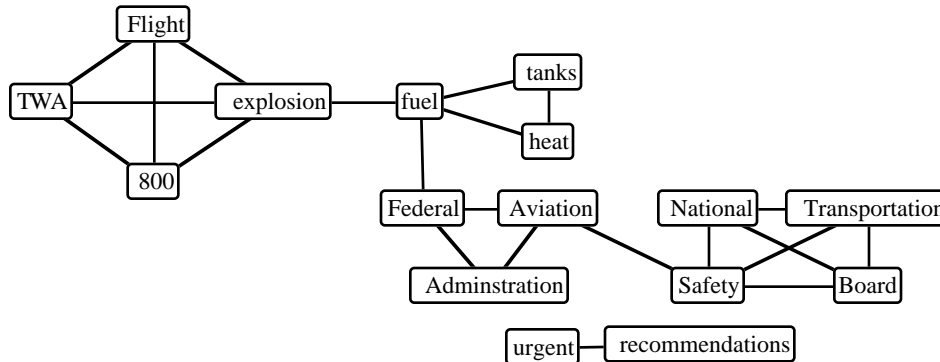 Flight
tanks
TWA
explosion
fuel
heat
800
Federal
Aviation
National
Transportation
Adminstration
Safety
Board
urgent
recommendations